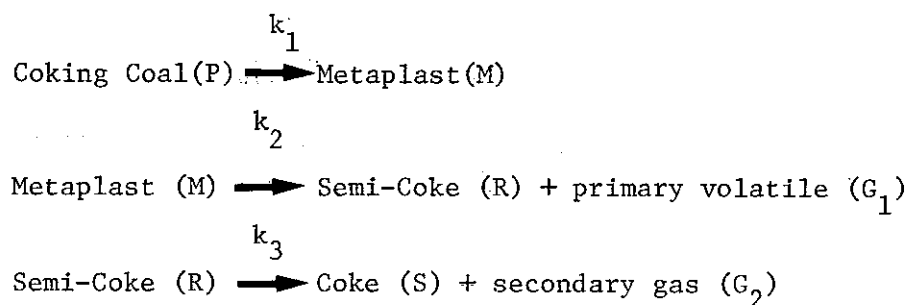 k₁
Coking Coal(P) → Metaplast(M)
k₂
Metaplast (M) → Semi-Coke (R) + primary volatile (G₁)
k₃
Semi-Coke (R) → Coke (S) + secondary gas (G₂)